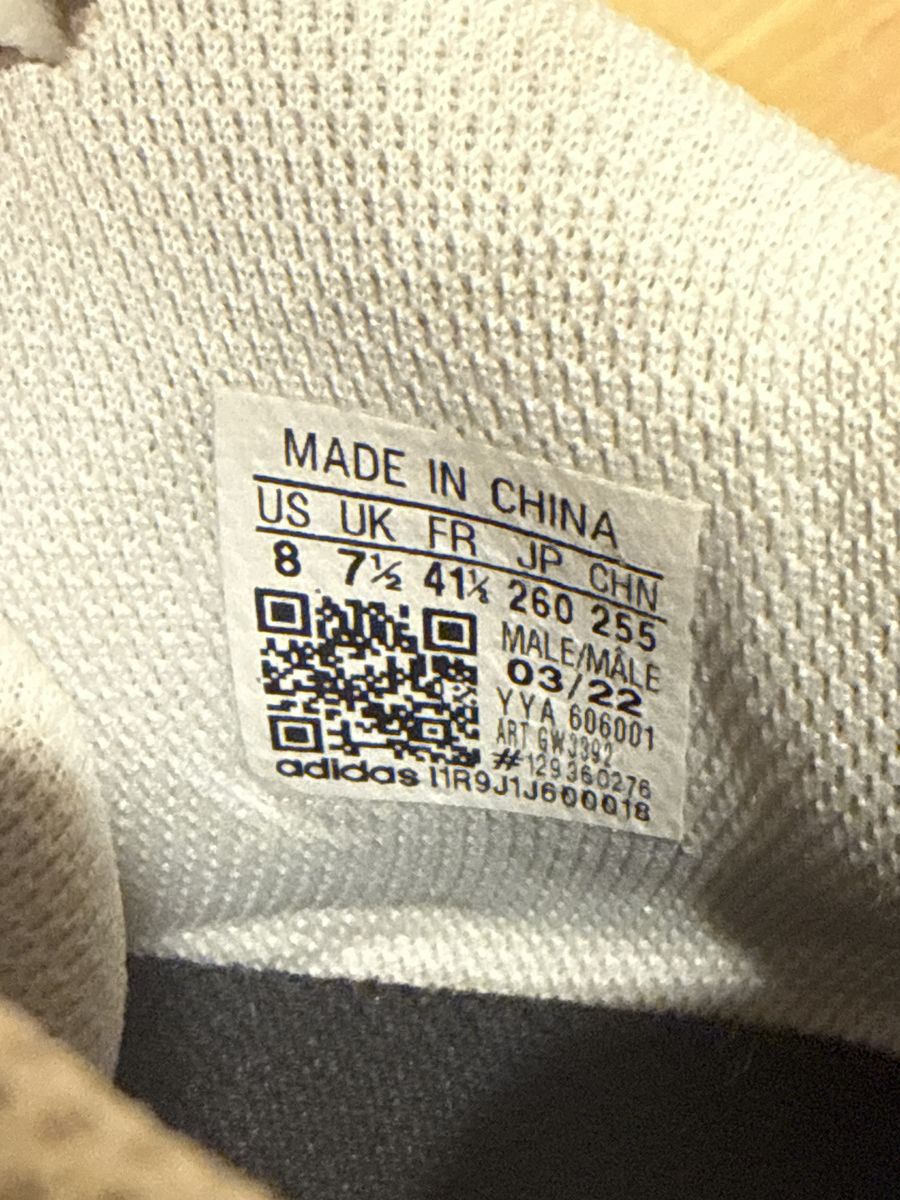 MADE IN CHINA
US UK FR JP CHN
8 7½ 41⅓ 260 255
MALE/MÂLE
03/22
YYA 606001
ART GW3392
#129360276
adidas I1R9J1J600018